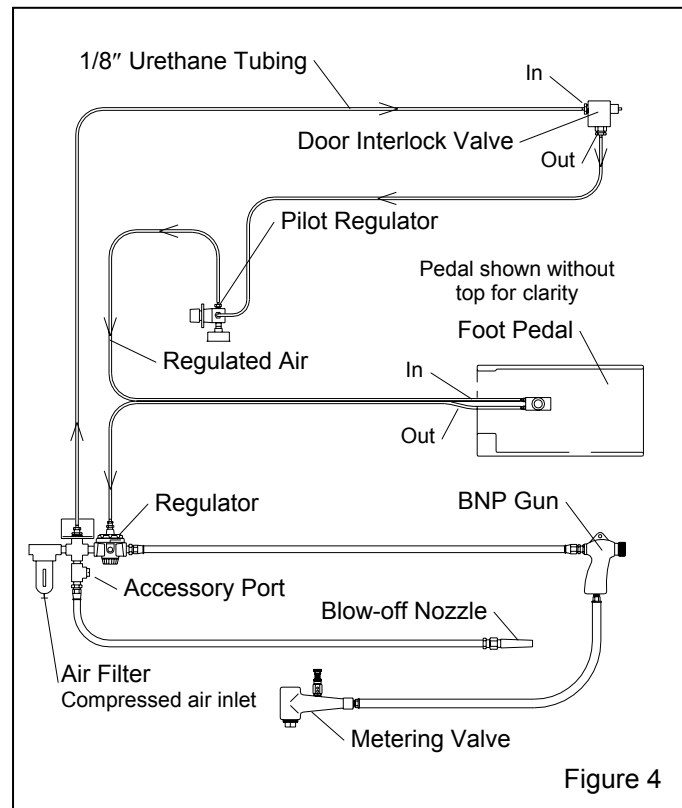 1/8″ Urethane Tubing
In
Door Interlock Valve
Out
Pilot Regulator
Pedal shown without
top for clarity
Foot Pedal
Regulated Air
In
Out
Regulator
BNP Gun
Accessory Port
Blow-off Nozzle
Air Filter
Compressed air inlet
Metering Valve
Figure 4